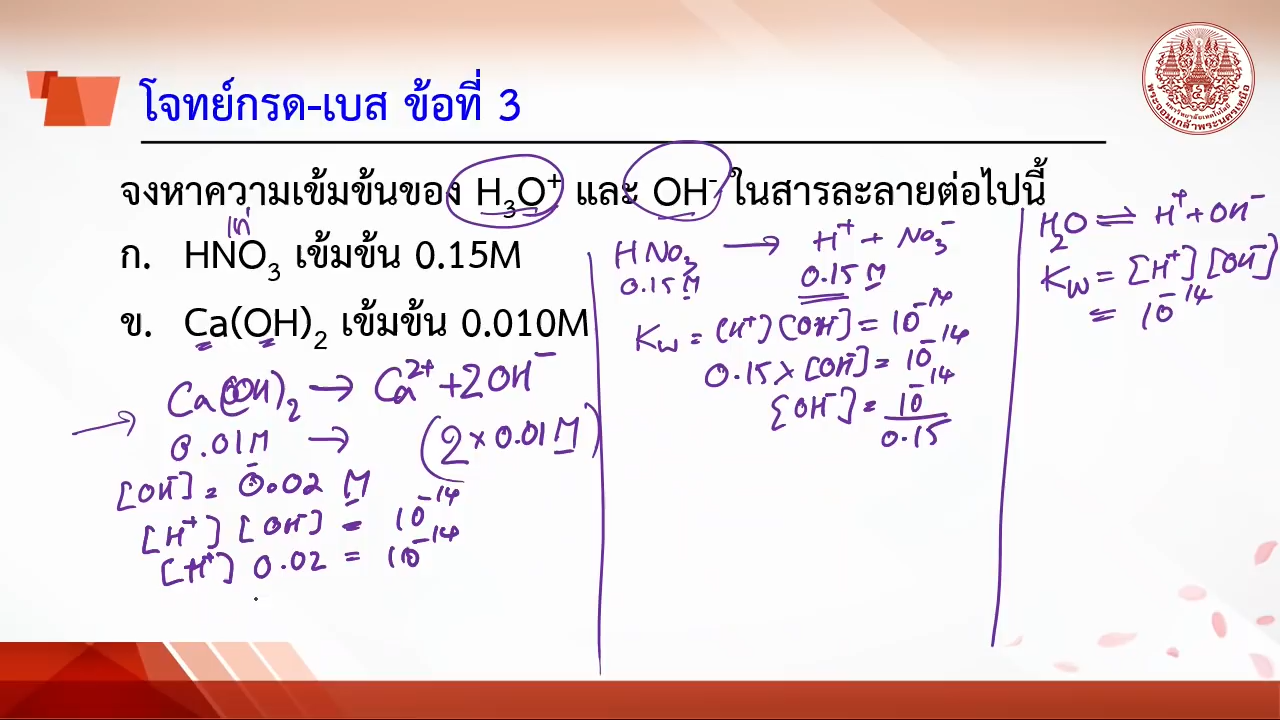 โจทย์กรด-เบส ข้อที่ 3
จงหาความเข้มข้นของ H₃O⁺ และ OH⁻ ในสารละลายต่อไปนี้
แก่
ก. HNO₃ เข้มข้น 0.15M
ข. Ca(OH)₂ เข้มข้น 0.010M
Ca(OH)₂ → Ca²⁺ + 2OH⁻
0.01M → (2 × 0.01 M)
[OH⁻] = 0.02 M
[H⁺] [OH⁻] = 10⁻¹⁴
[H⁺] 0.02 = 10⁻¹⁴
HNO₃ → H⁺ + NO₃⁻
0.15 M 0.15 M
Kw = [H⁺] [OH⁻] = 10⁻¹⁴
0.15 × [OH⁻] = 10⁻¹⁴
[OH⁻] = 10⁻¹⁴
0.15
H₂O ⇌ H⁺ + OH⁻
Kw = [H⁺] [OH⁻]
= 10⁻¹⁴